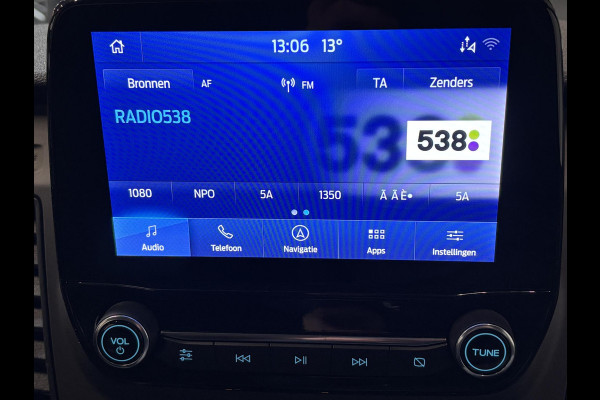 13:06 13°
Bronnen AF FM TA Zenders
RADIO538
538
1080 NPO 5A 1350 Ã ÃÈ• 5A
Audio Telefoon Navigatie Apps Instellingen
VOL
TUNE